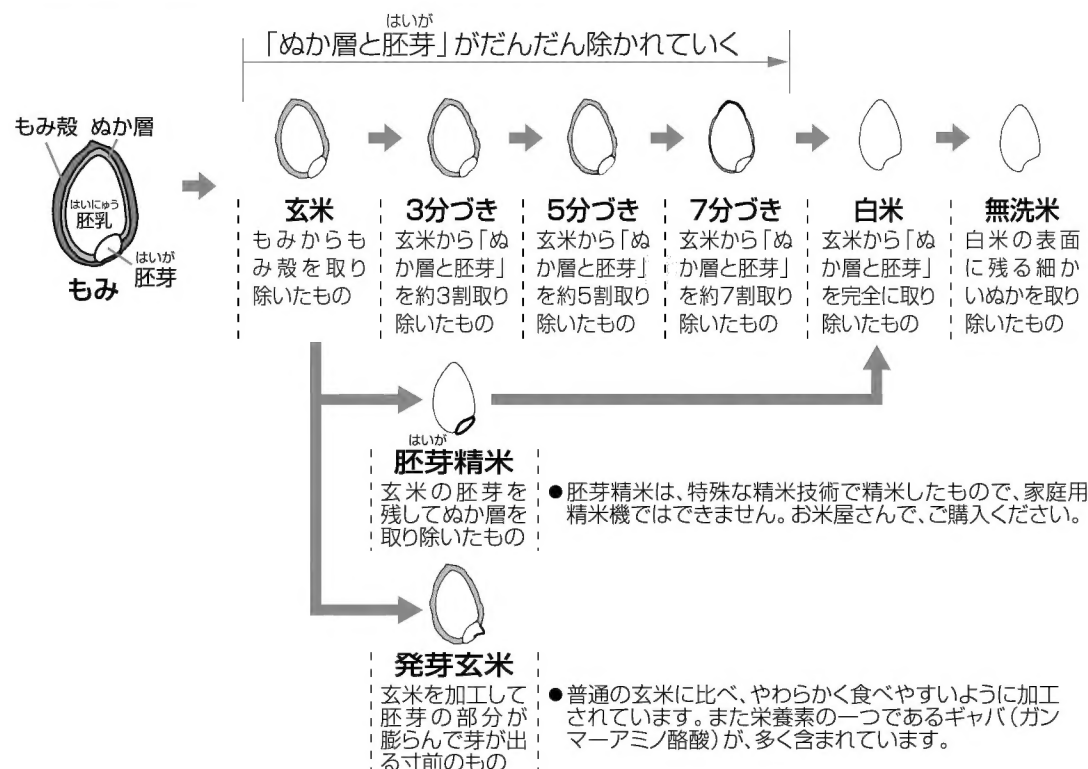 はいが
「ぬか層と胚芽」がだんだん除かれていく
もみ殻 ぬか層
はいにゅう
胚乳
はいが
胚芽
もみ
玄米
もみからも
み殻を取り
除いたもの
3分づき
玄米から「ぬ
か層と胚芽」
を約3割取り
除いたもの
5分づき
玄米から「ぬ
か層と胚芽」
を約5割取り
除いたもの
7分づき
玄米から「ぬ
か層と胚芽」
を約7割取り
除いたもの
白米
玄米から「ぬ
か層と胚芽」
を完全に取り
除いたもの
無洗米
白米の表面
に残る細か
いぬかを取り
除いたもの
はいが
胚芽精米
玄米の胚芽を
残してぬか層を
取り除いたもの
●胚芽精米は、特殊な精米技術で精米したもので、家庭用
精米機ではできません。お米屋さんで、ご購入ください。
発芽玄米
玄米を加工して
胚芽の部分が
膨らんで芽が出
る寸前のもの
●普通の玄米に比べ、やわらかく食べやすいように加工
されています。また栄養素の一つであるギャバ(ガン
マーアミノ酪酸)が、多く含まれています。